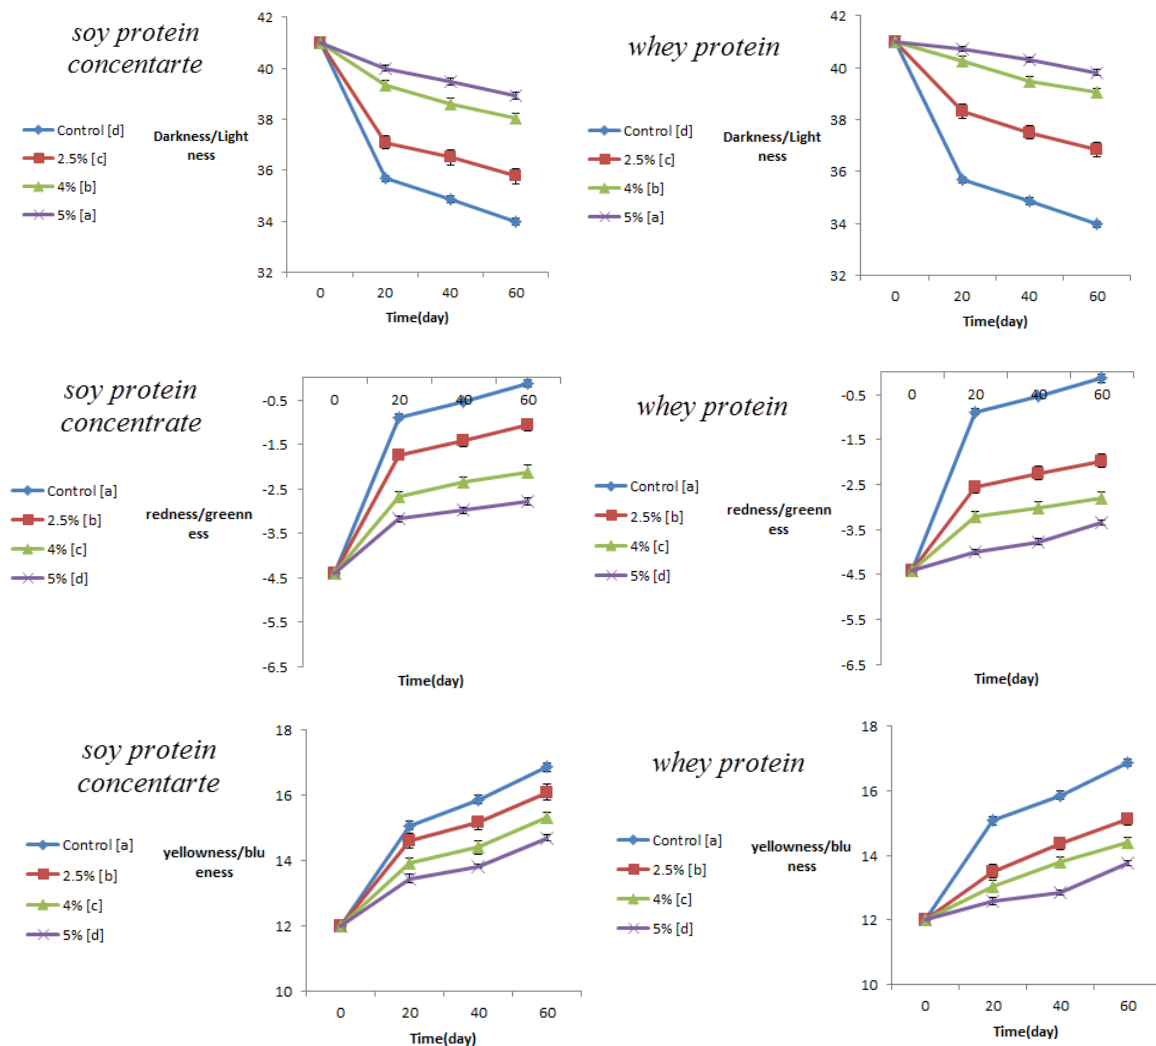 soy protein
concentarte
Control [d]
2.5% [c]
4% [b]
5% [a]
Darkness/Light
ness
42
40
38
36
34
32
0 20 40 60
Time(day)
whey protein
Control [d]
2.5% [c]
4% [b]
5% [a]
Darkness/Light
ness
42
40
38
36
34
32
0 20 40 60
Time(day)
soy protein
concentrate
Control [a]
2.5% [b]
4% [c]
5% [d]
redness/greenn
ess
0 20 40 60
-0.5
-1.5
-2.5
-3.5
-4.5
-5.5
-6.5
Time(day)
whey protein
Control [a]
2.5% [b]
4% [c]
5% [d]
redness/greenn
ess
0 20 40 60
-0.5
-1.5
-2.5
-3.5
-4.5
-5.5
-6.5
Time(day)
soy protein
concentarte
Control [a]
2.5% [b]
4% [c]
5% [d]
yellowness/blu
eness
18
16
14
12
10
0 20 40 60
Time(day)
whey protein
Control [a]
2.5% [b]
4% [c]
5% [d]
yellowness/blu
ness
18
16
14
12
10
0 20 40 60
Time(day)